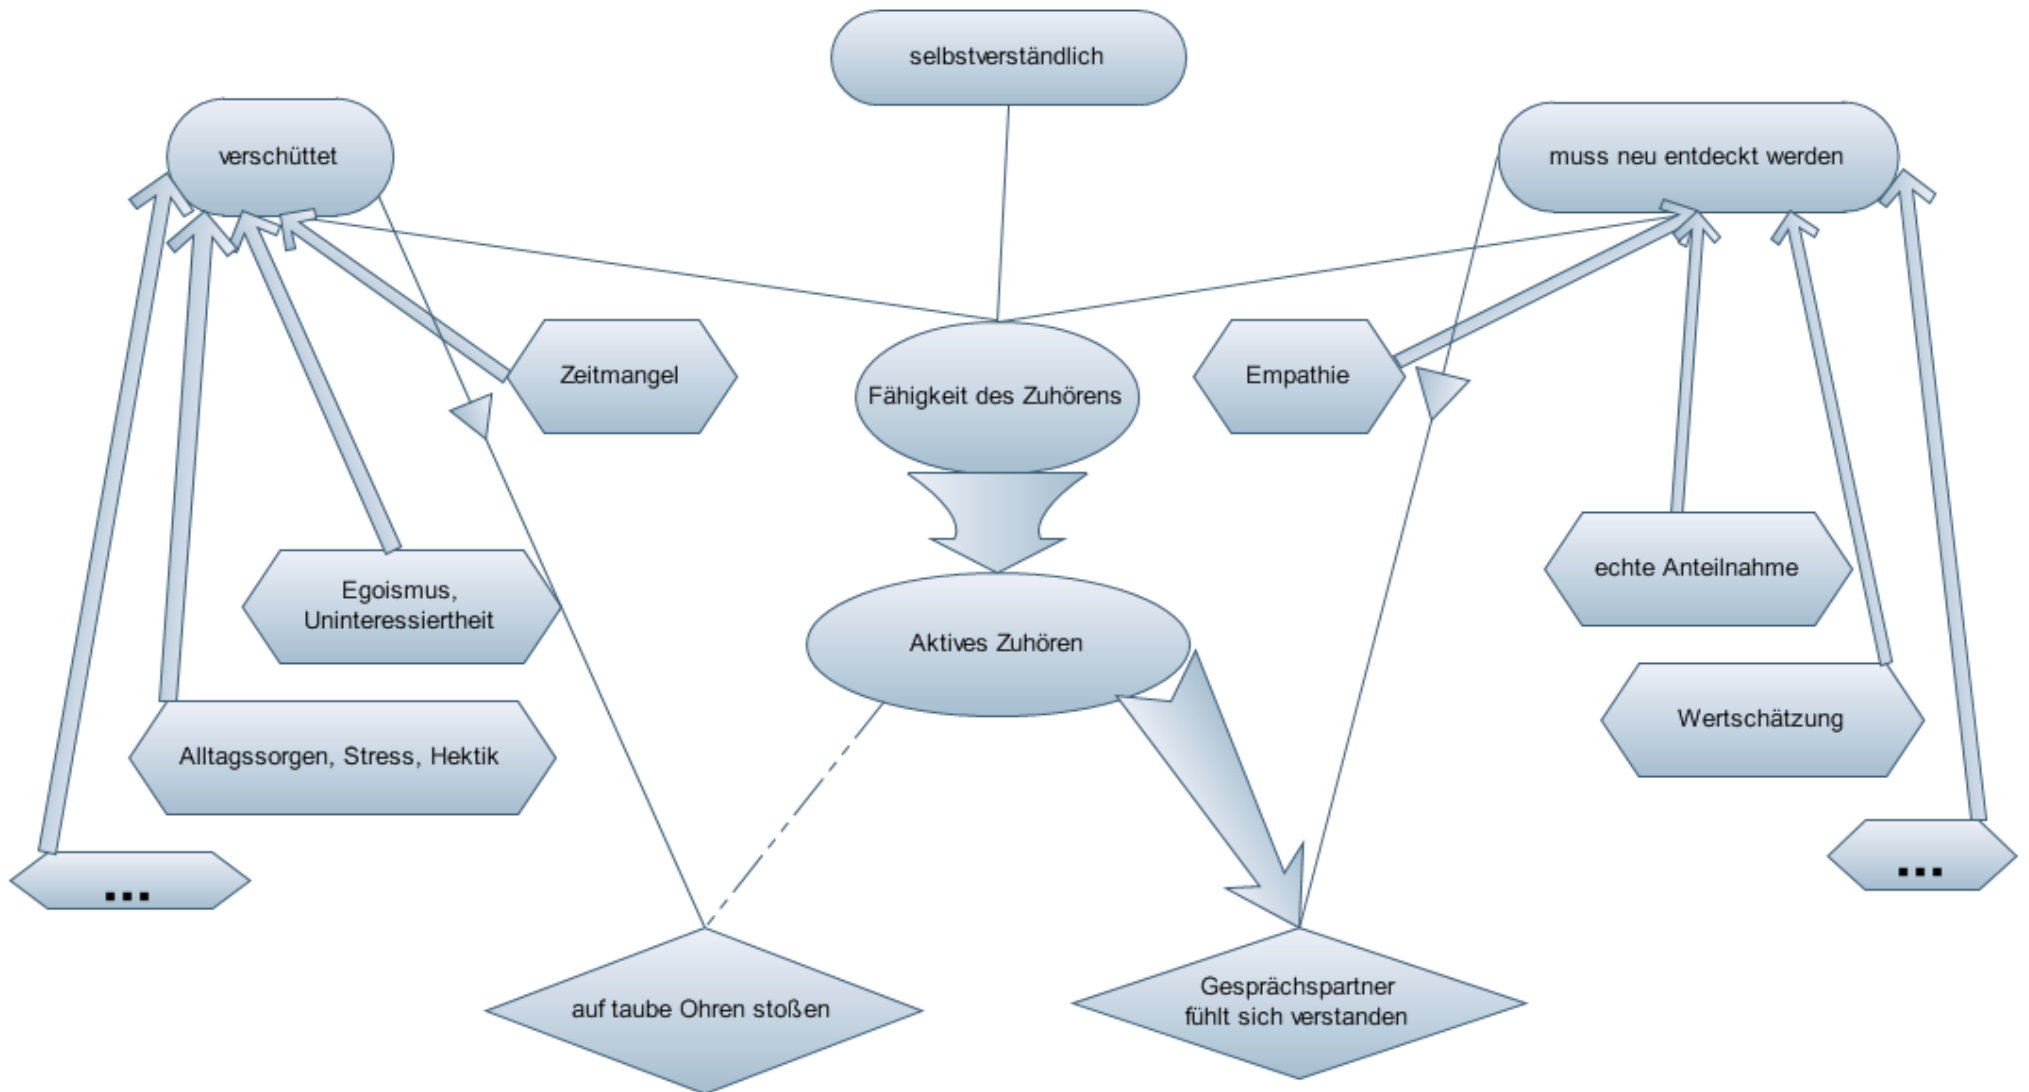 selbstverständlich
verschüttet
muss neu entdeckt werden
Zeitmangel
Fähigkeit des Zuhörens
Empathie
Egoismus,
Uninteressiertheit
echte Anteilnahme
Aktives Zuhören
Alltagssorgen, Stress, Hektik
Wertschätzung
...
...
auf taube Ohren stoßen
Gesprächspartner
fühlt sich verstanden